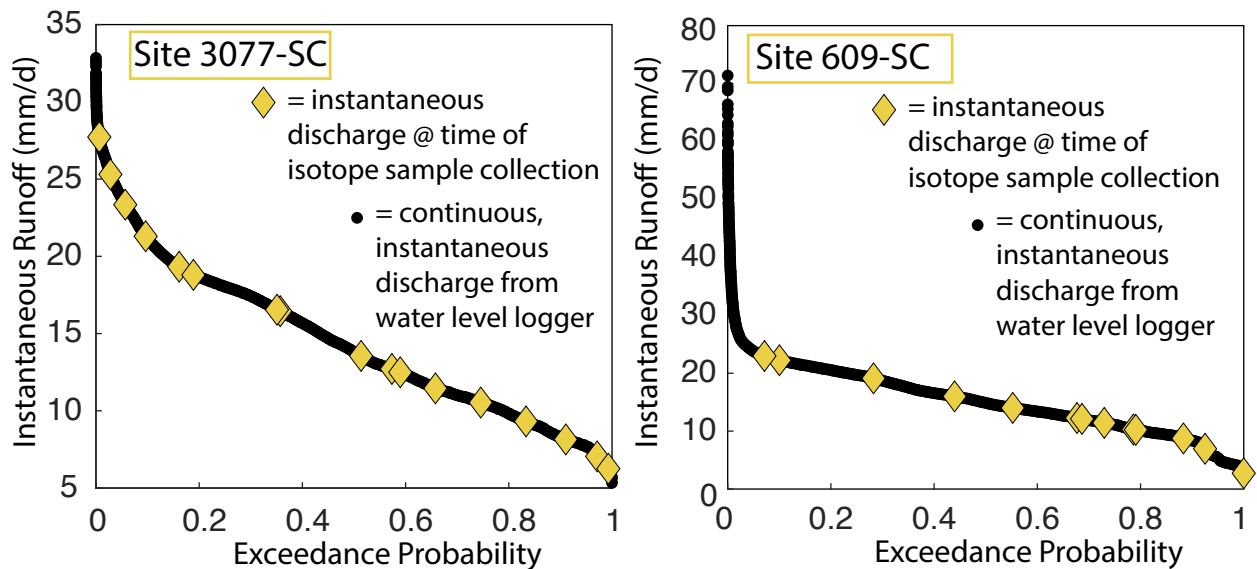 Site 3077-SC
= instantaneous
discharge @ time of
isotope sample collection
= continuous,
instantaneous
discharge from
water level logger
Instantaneous Runoff (mm/d)
35
30
25
20
15
10
5
0
0.2
0.4
0.6
0.8
1
Exceedance Probability
Site 609-SC
= instantaneous
discharge @ time of
isotope sample collection
= continuous,
instantaneous
discharge from
water level logger
Instantaneous Runoff (mm/d)
80
70
60
50
40
30
20
10
0
0
0.2
0.4
0.6
0.8
1
Exceedance Probability